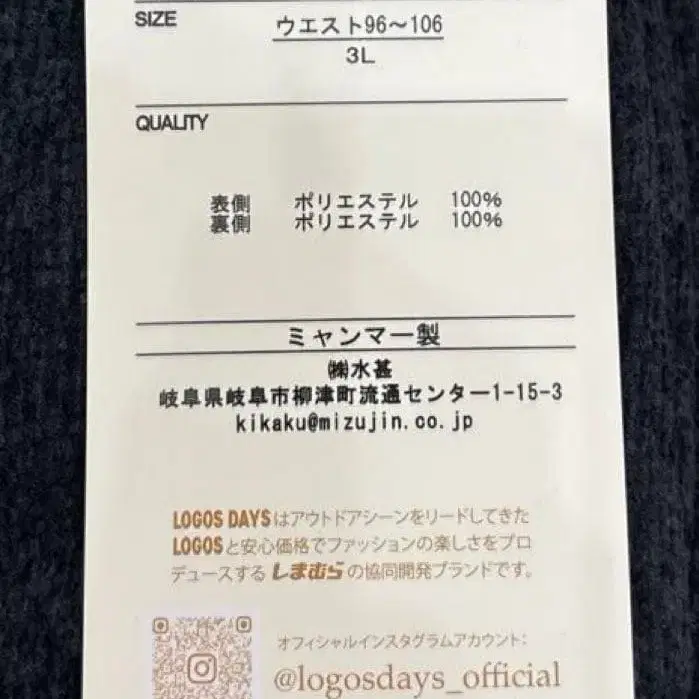 SIZE
ウエスト96〜106
3L
QUALITY
表側 ポリエステル 100%
裏側 ポリエステル 100%
ミャンマー製
㈱水甚
岐阜県岐阜市柳津町流通センター1-15-3
kikaku@mizujin.co.jp
LOGOS DAYSはアウトドアシーンをリードしてきた
LOGOSと安心価格でファッションの楽しさをプロ
デュースするしまむらの協同開発ブランドです。
オフィシャルインスタグラムアカウント：
@logosdays_official